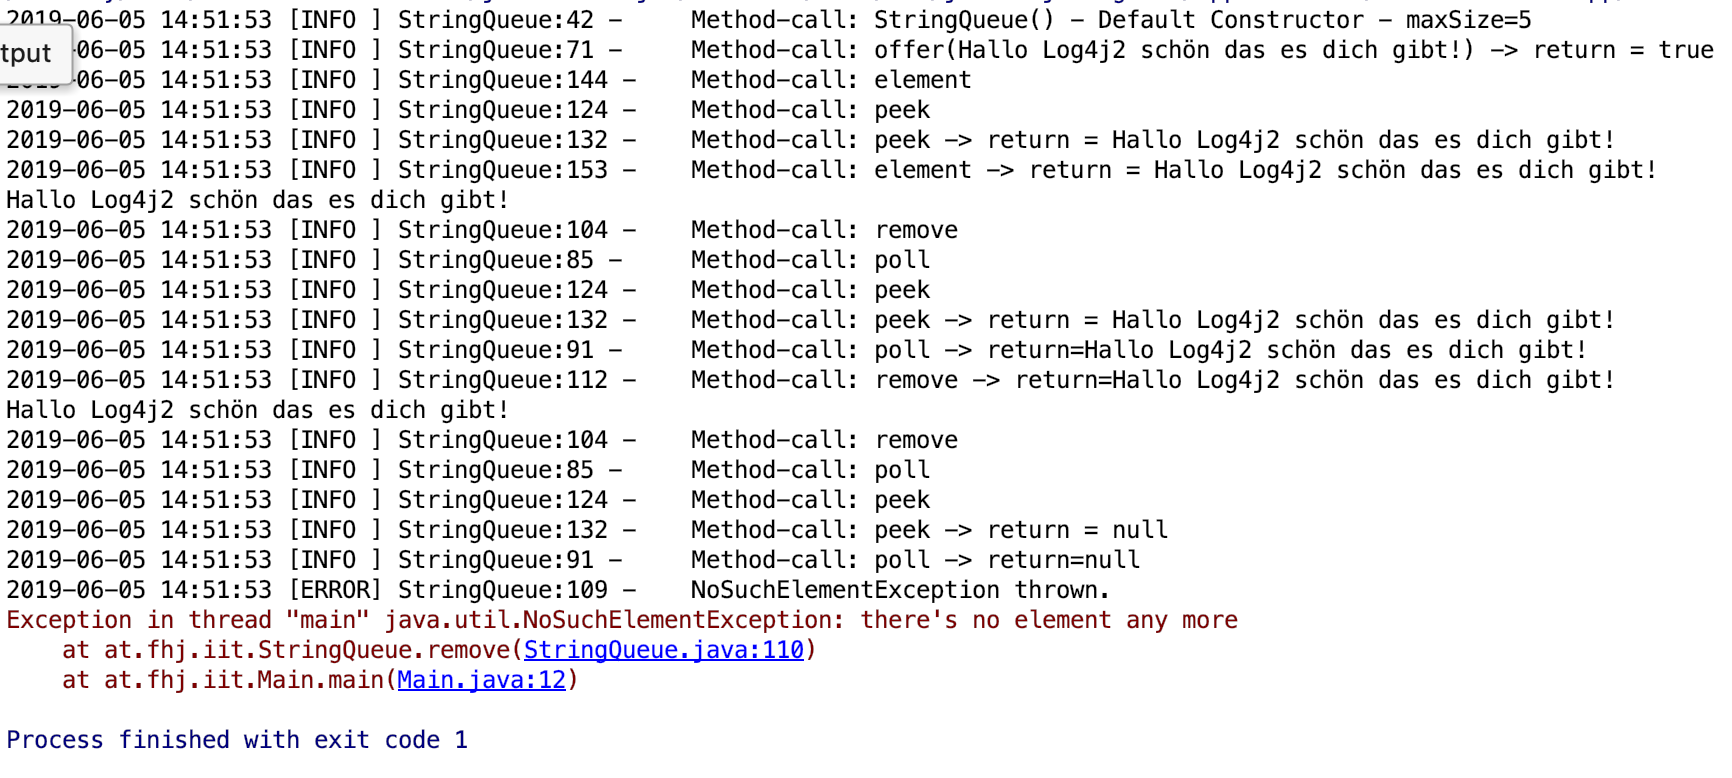 2019-06-05 14:51:53 [INFO ] StringQueue:42 –    Method-call: StringQueue() – Default Constructor – maxSize=5
tput
-06-05 14:51:53 [INFO ] StringQueue:71 –    Method-call: offer(Hallo Log4j2 schön das es dich gibt!) –> return = true
2019-06-05 14:51:53 [INFO ] StringQueue:144 –    Method-call: element
2019-06-05 14:51:53 [INFO ] StringQueue:124 –    Method-call: peek
2019-06-05 14:51:53 [INFO ] StringQueue:132 –    Method-call: peek –> return = Hallo Log4j2 schön das es dich gibt!
2019-06-05 14:51:53 [INFO ] StringQueue:153 –    Method-call: element –> return = Hallo Log4j2 schön das es dich gibt!
Hallo Log4j2 schön das es dich gibt!
2019-06-05 14:51:53 [INFO ] StringQueue:104 –    Method-call: remove
2019-06-05 14:51:53 [INFO ] StringQueue:85 –     Method-call: poll
2019-06-05 14:51:53 [INFO ] StringQueue:124 –    Method-call: peek
2019-06-05 14:51:53 [INFO ] StringQueue:132 –    Method-call: peek –> return = Hallo Log4j2 schön das es dich gibt!
2019-06-05 14:51:53 [INFO ] StringQueue:91 –     Method-call: poll –> return=Hallo Log4j2 schön das es dich gibt!
2019-06-05 14:51:53 [INFO ] StringQueue:112 –    Method-call: remove –> return=Hallo Log4j2 schön das es dich gibt!
Hallo Log4j2 schön das es dich gibt!
2019-06-05 14:51:53 [INFO ] StringQueue:104 –    Method-call: remove
2019-06-05 14:51:53 [INFO ] StringQueue:85 –     Method-call: poll
2019-06-05 14:51:53 [INFO ] StringQueue:124 –    Method-call: peek
2019-06-05 14:51:53 [INFO ] StringQueue:132 –    Method-call: peek –> return = null
2019-06-05 14:51:53 [INFO ] StringQueue:91 –     Method-call: poll –> return=null
2019-06-05 14:51:53 [ERROR] StringQueue:109 –    NoSuchElementException thrown.
Exception in thread "main" java.util.NoSuchElementException: there's no element any more
    at at.fhj.iit.StringQueue.remove(StringQueue.java:110)
    at at.fhj.iit.Main.main(Main.java:12)
Process finished with exit code 1